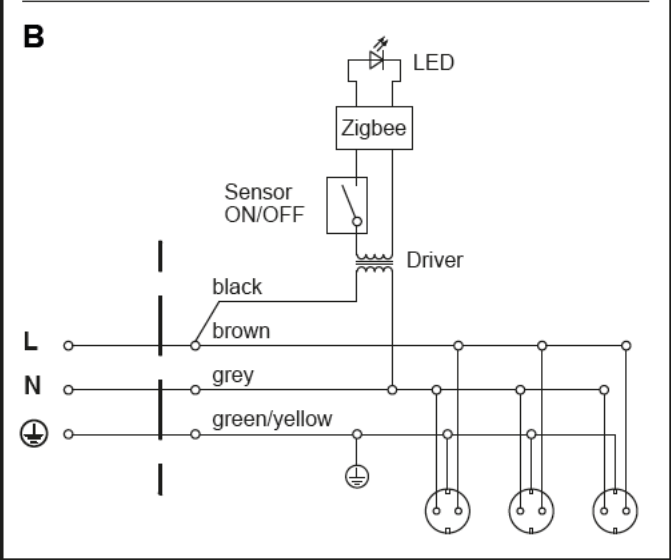 B
LED
Zigbee
Sensor
ON/OFF
Driver
black
L
brown
N
grey
green/yellow